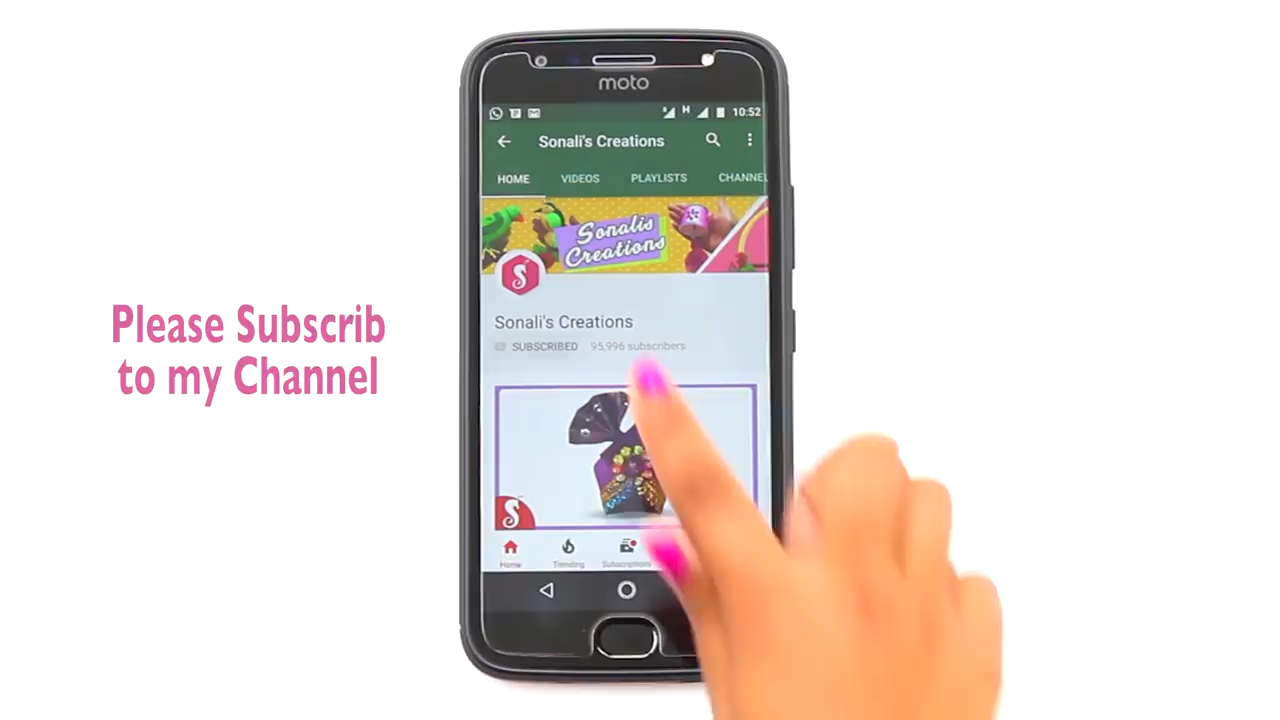 moto
10:52
Sonali's Creations
HOME VIDEOS PLAYLISTS CHANNEL
Sonalis
Creations
Sonali's Creations
SUBSCRIBED 95,996 subscribers
Please Subscrib
to my Channel
Home Trending Subscriptions